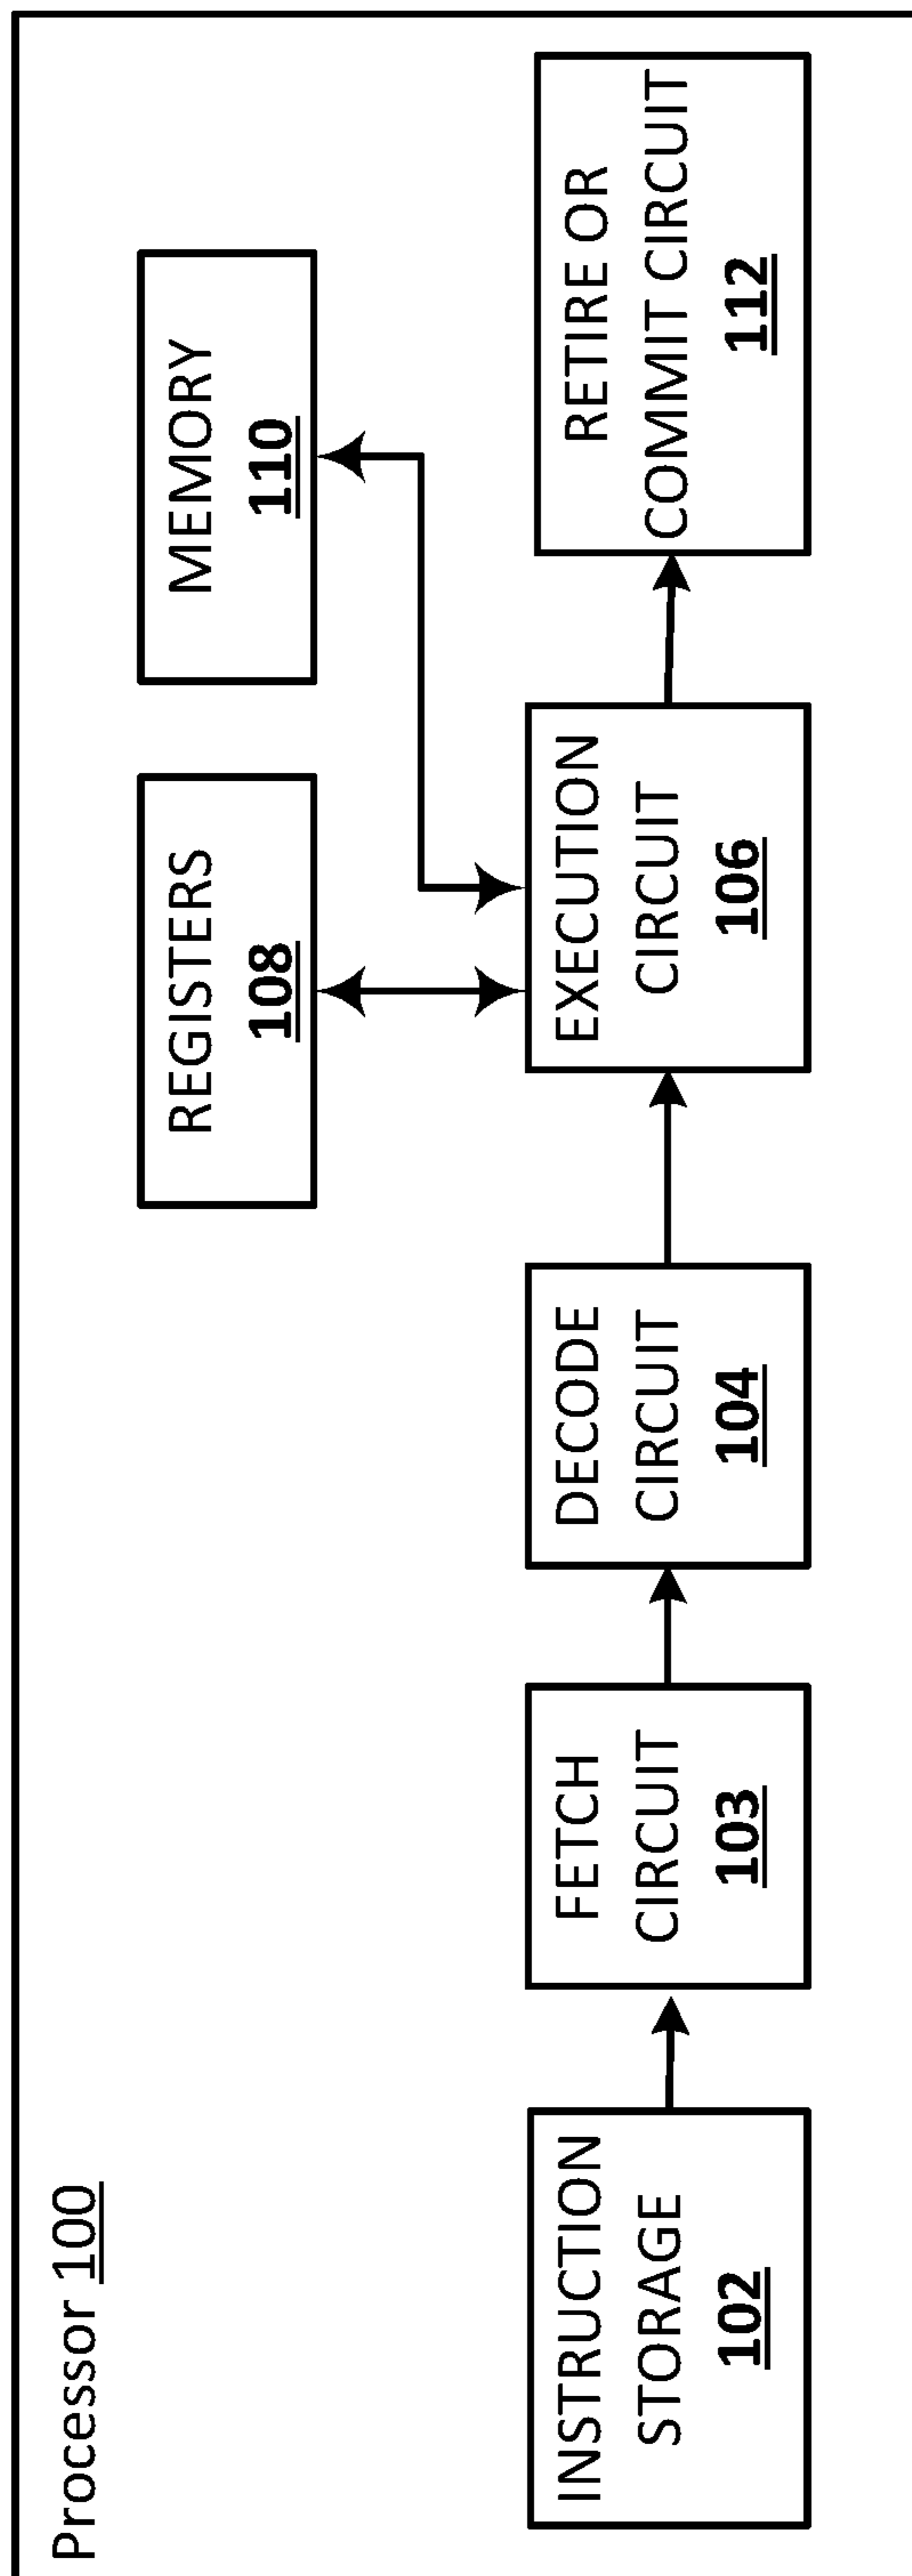 Processor 100
REGISTERS
108
MEMORY
110
INSTRUCTION
STORAGE
102
FETCH
CIRCUIT
103
DECODE
CIRCUIT
104
EXECUTION
CIRCUIT
106
RETIRE OR
COMMIT CIRCUIT
112